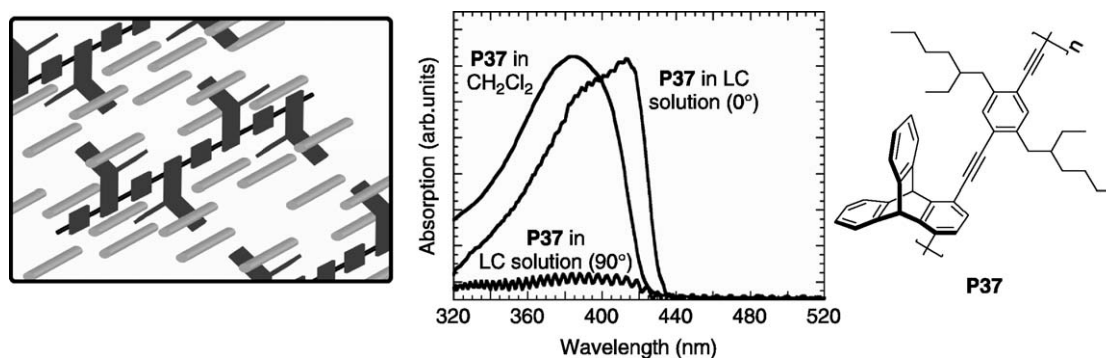 P37 in
CH2Cl2
P37 in LC
solution (0°)
P37 in
LC solution (90°)
Absorption (arb.units)
320 360 400 440 480 520
Wavelength (nm)
n
P37